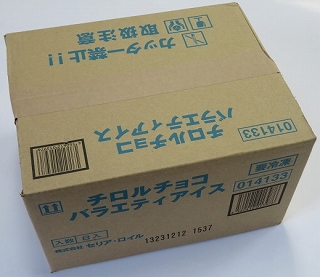 カッター禁止!!
取扱注意
チロルチョコ
バラエティアイス
014133
チロルチョコ
バラエティアイス
要冷凍
014133
入数 6入
株式会社 セリア・ロイル
13231212 1537